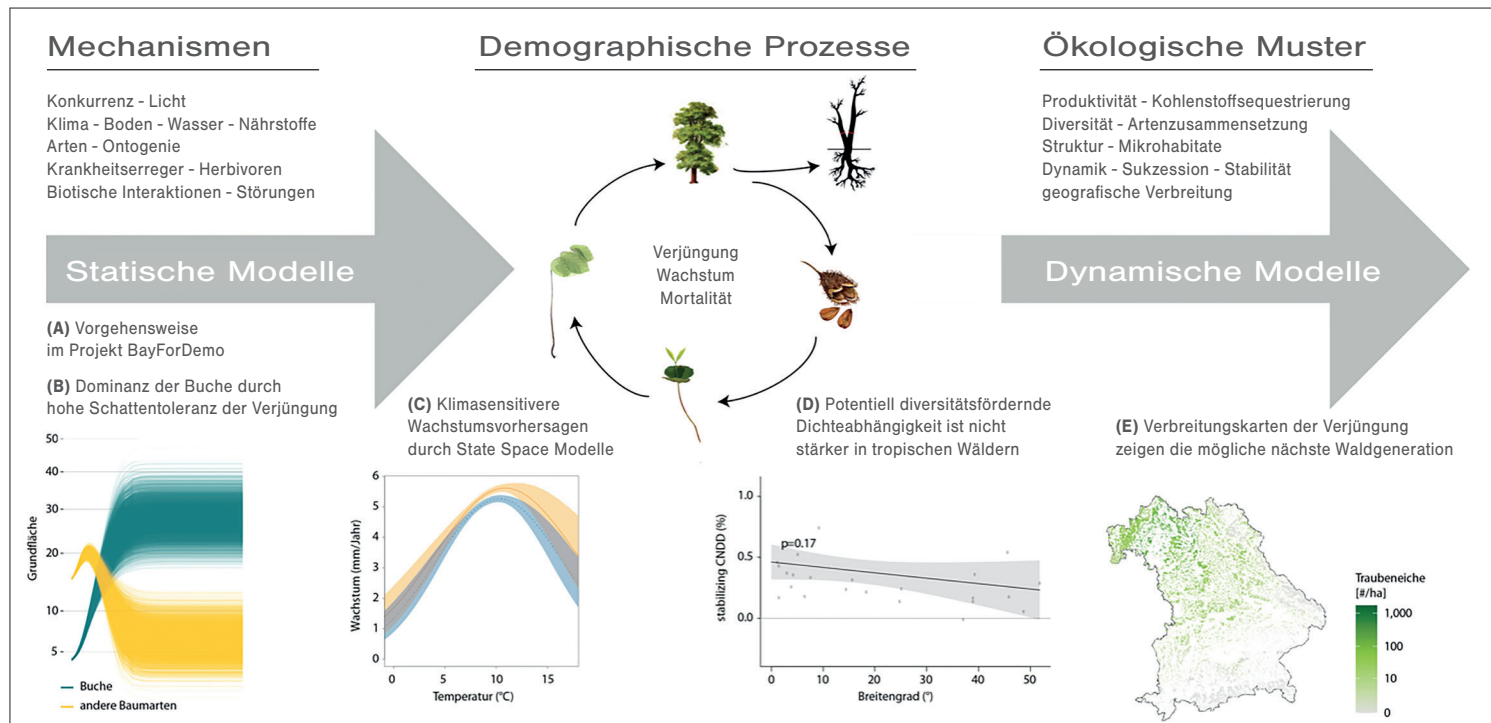 Mechanismen
Konkurrenz - Licht
Klima - Boden - Wasser - Nährstoffe
Arten - Ontogenie
Krankheitserreger - Herbivoren
Biotische Interaktionen - Störungen
Statische Modelle
Demographische Prozesse
Verjüngung
Wachstum
Mortalität
Ökologische Muster
Produktivität - Kohlenstoffsequestrierung
Diversität - Artenzusammensetzung
Struktur - Mikrohabitate
Dynamik - Sukzession - Stabilität
geografische Verbreitung
Dynamische Modelle
(A) Vorgehensweise
im Projekt BayForDemo
(B) Dominanz der Buche durch
hohe Schattentoleranz der Verjüngung
50
40
30
20
10
5
Grundfläche
Buche
andere Baumarten
(C) Klimasensitivere
Wachstumsvorhersagen
durch State Space Modelle
6
5
4
3
2
1
0
Wachstum (mm/Jahr)
0 5 10 15
Temperatur (°C)
(D) Potentiell diversitätsfördernde
Dichteabhängigkeit ist nicht
stärker in tropischen Wäldern
1.0
0.5
0.0
stabilizing CNDD (%)
p=0.17
0 10 20 30 40 50
Breitengrad (°)
(E) Verbreitungskarten der Verjüngung
zeigen die mögliche nächste Waldgeneration
Traubeneiche
[#/ha]
1,000
100
10
0